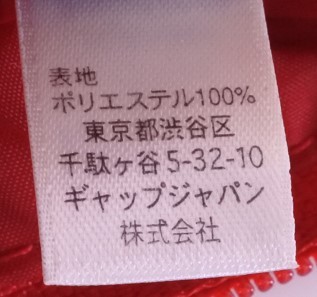 表地
ポリエステル100%
東京都渋谷区
千駄ヶ谷5-32-10
ギャップジャパン
株式会社